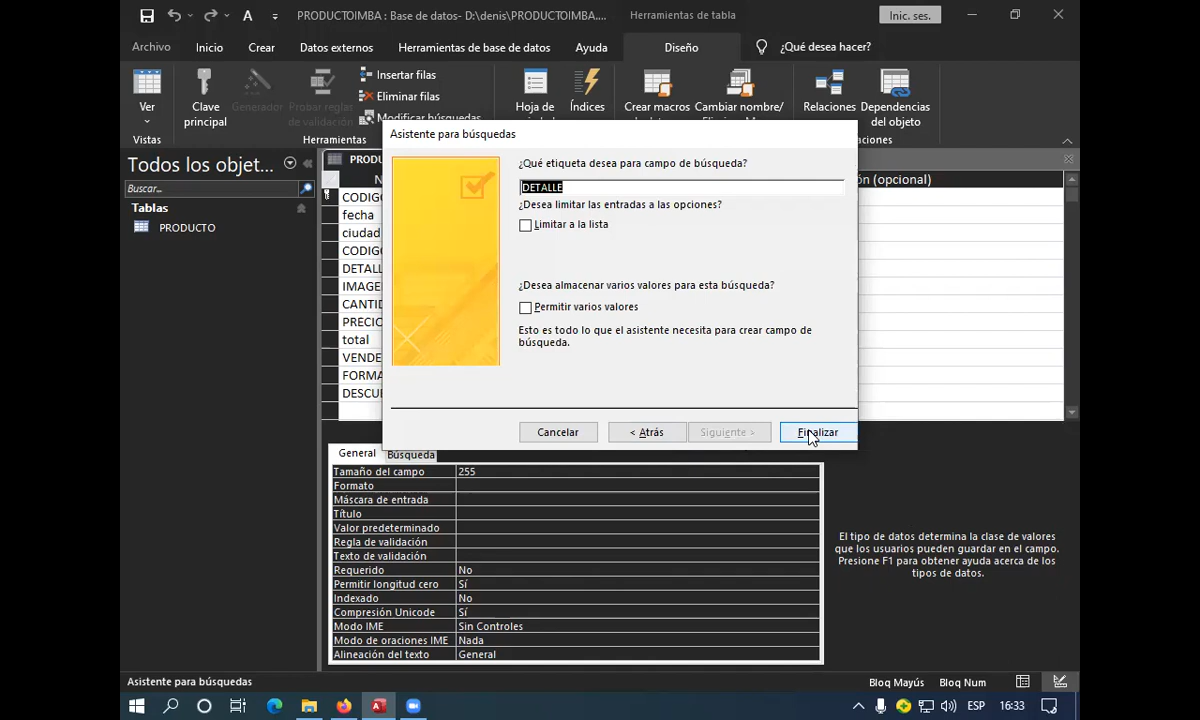 PRODUCTOIMBA : Base de datos- D:\denis\PRODUCTOIMBA....
Herramientas de tabla
Inic. ses.
Archivo
Inicio
Crear
Datos externos
Herramientas de base de datos
Ayuda
Diseño
¿Qué desea hacer?
Ver
Clave principal
Generador
Probar reglas de validación
Insertar filas
Eliminar filas
Modificar búsquedas
Hoja de
Índices
Crear macros
Cambiar nombre/
Relaciones
Dependencias del objeto
Vistas
Herramientas
Todos los objet...
Buscar...
Tablas
PRODUCTO
PRODU
N
ón (opcional)
CODIGO
fecha
ciudad
CODIGO
DETALL
IMAGE
CANTID
PRECIO
total
VENDE
FORMA
DESCUE
Asistente para búsquedas
¿Qué etiqueta desea para campo de búsqueda?
DETALLE
¿Desea limitar las entradas a las opciones?
Limitar a la lista
¿Desea almacenar varios valores para esta búsqueda?
Permitir varios valores
Esto es todo lo que el asistente necesita para crear campo de
búsqueda.
Cancelar
< Atrás
Siguiente >
Finalizar
General
Búsqueda
Tamaño del campo 255
Formato
Máscara de entrada
Título
Valor predeterminado
Regla de validación
Texto de validación
Requerido No
Permitir longitud cero Sí
Indexado No
Compresión Unicode Sí
Modo IME Sin Controles
Modo de oraciones IME Nada
Alineación del texto General
El tipo de datos determina la clase de valores
que los usuarios pueden guardar en el campo.
Presione F1 para obtener ayuda acerca de los
tipos de datos.
Asistente para búsquedas
Bloq Mayús
Bloq Num
ESP
16:33